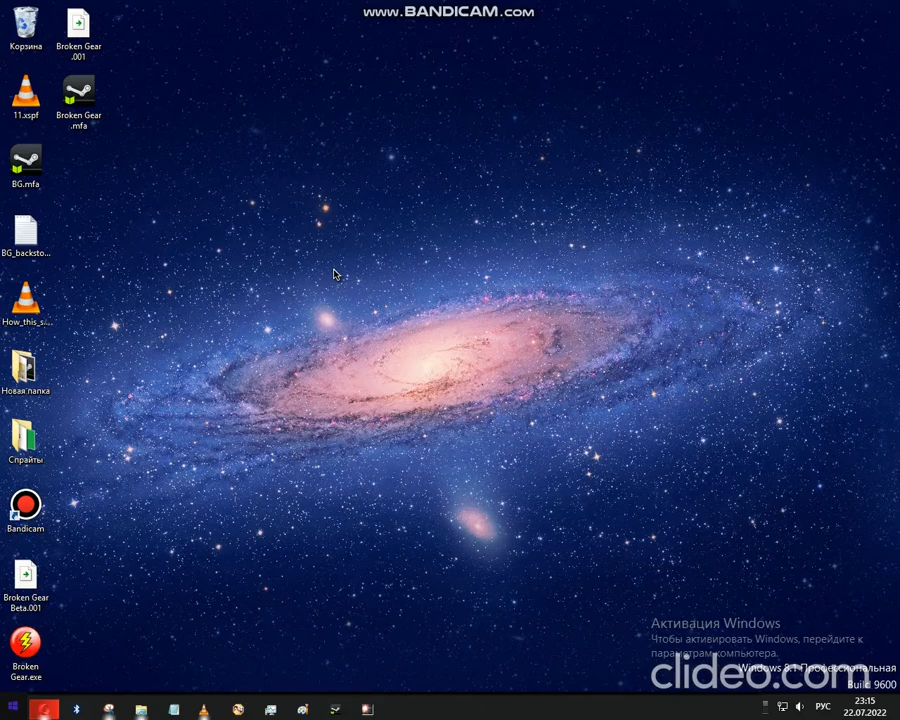 www.BANDICAM.com
Корзина
Broken Gear
.001
11.xspf
Broken Gear
.mfa
BG.mfa
BG_backsto...
How_this_s...
Новая папка
Спрайты
Bandicam
Broken Gear
Beta.001
Broken
Gear.exe
Активация Windows
Чтобы активировать Windows, перейдите к
параметрам компьютера.
Windows 8.1 Профессиональная
clideo.com
Build 9600
РУС
23:15
22.07.2022